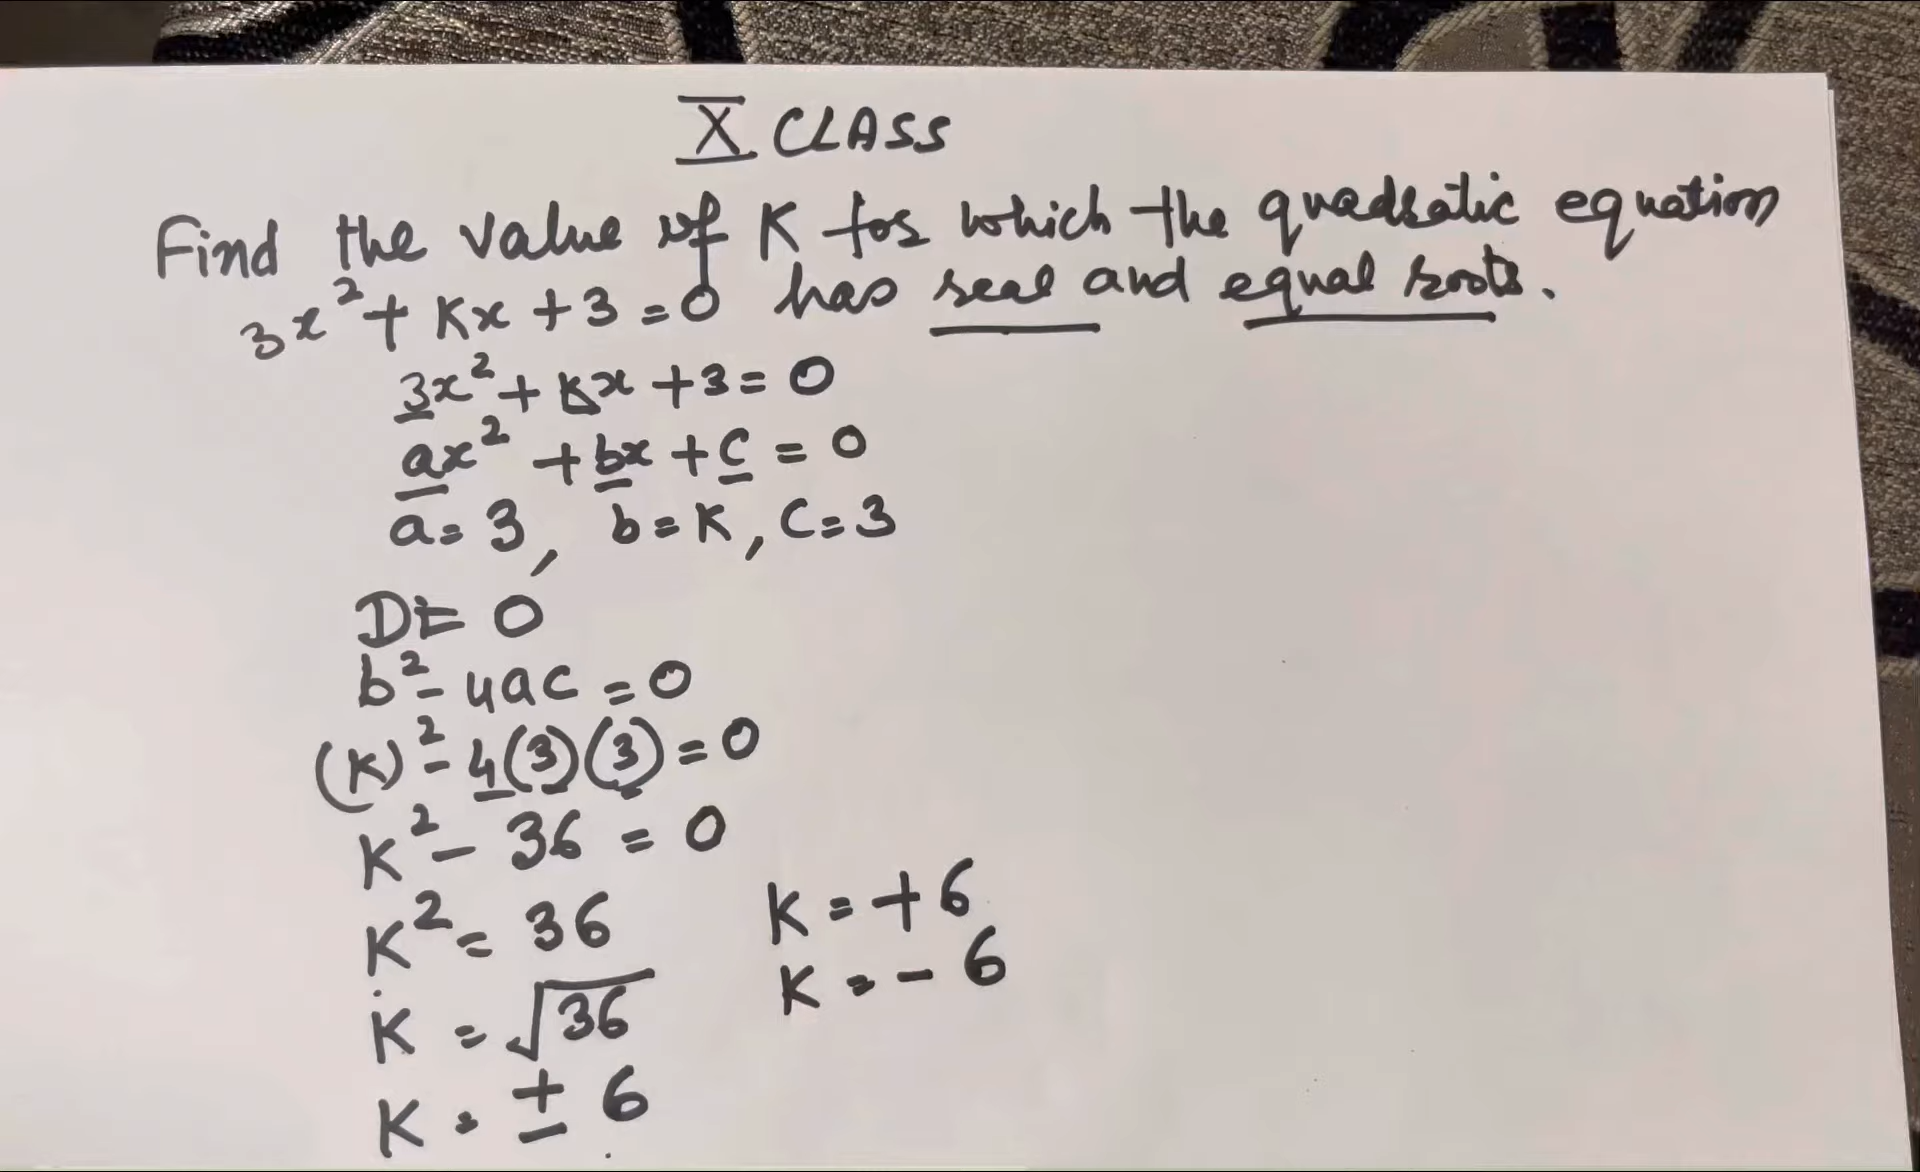 X CLASS
Find the value of K for which the quadratic equation
3x² + Kx + 3 = 0 has real and equal roots.
3x² + Kx + 3 = 0
ax² + bx + c = 0
a = 3, b = K, C = 3
D = 0
b² - 4ac = 0
(K)² - 4(3)(3) = 0
K² - 36 = 0
K² = 36
K = √36
K = ± 6
K = + 6
K = - 6